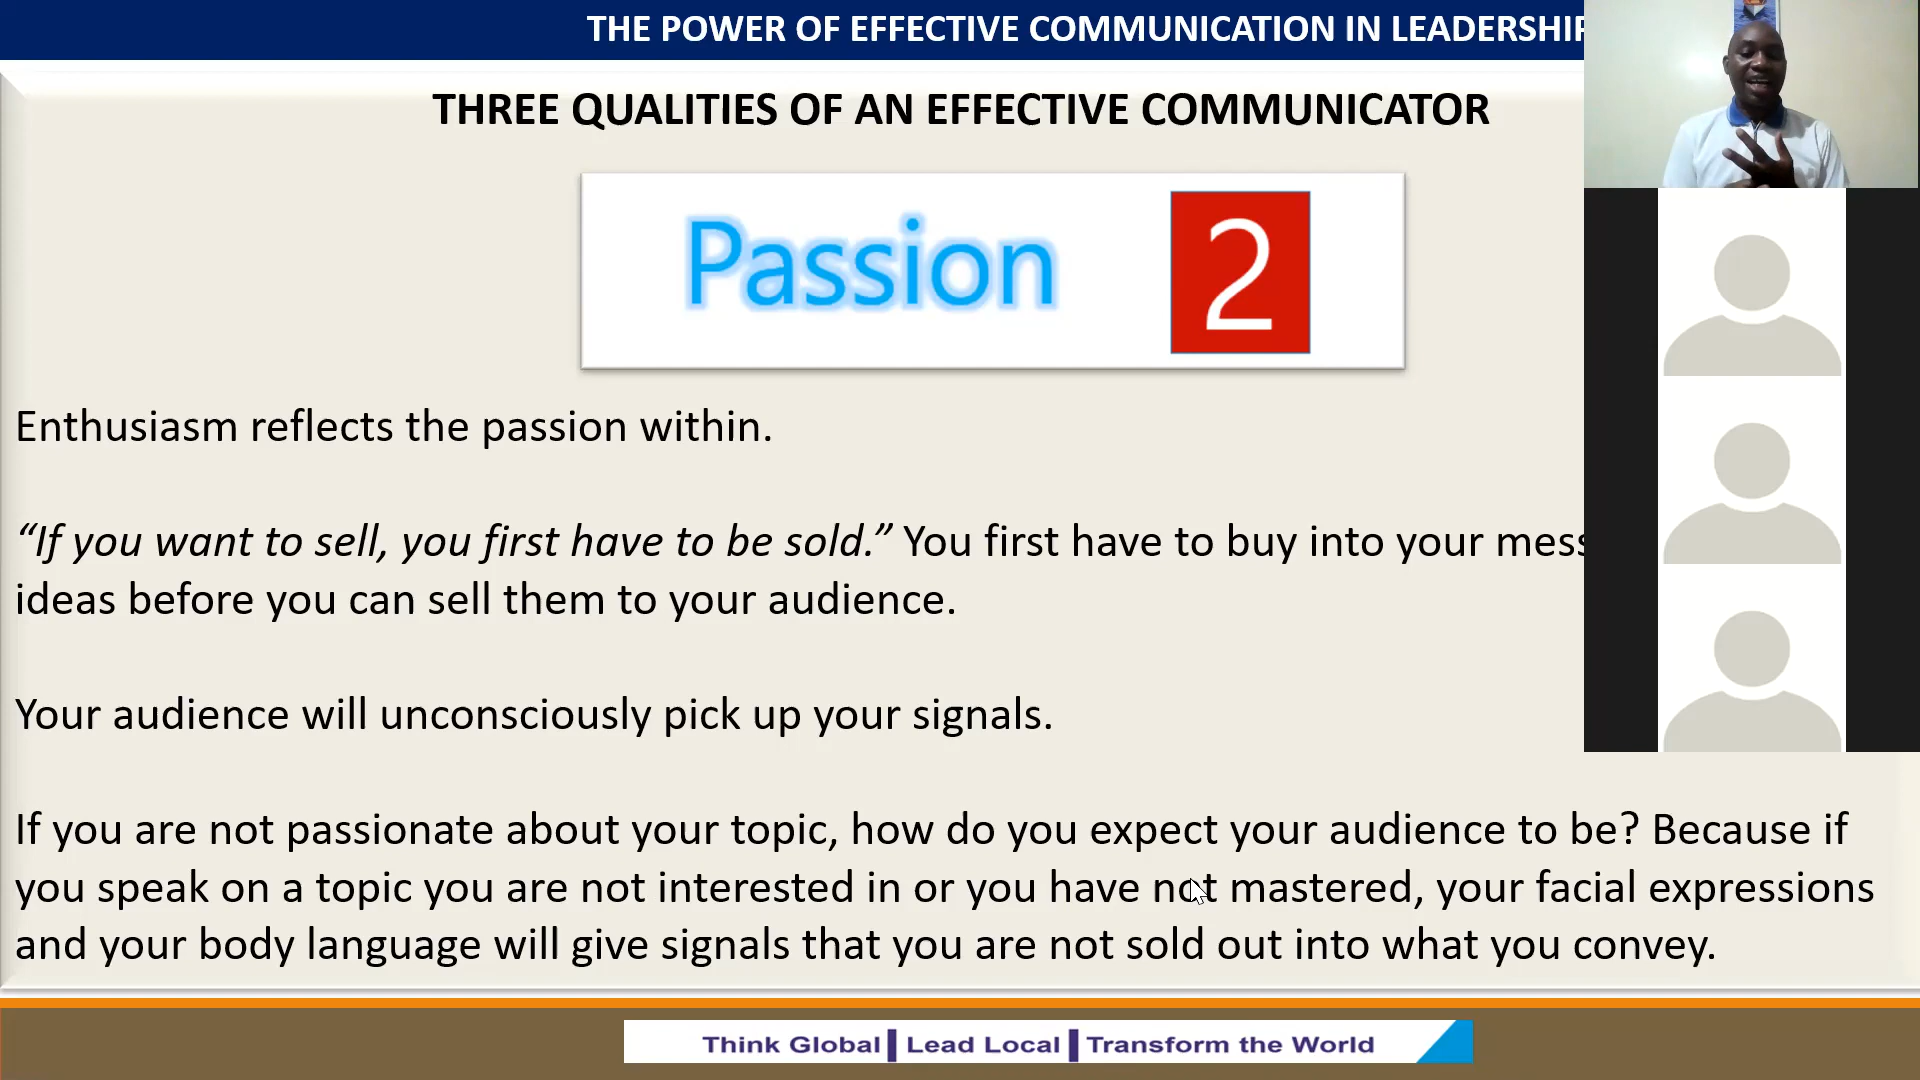 THE POWER OF EFFECTIVE COMMUNICATION IN LEADERSHIP
THREE QUALITIES OF AN EFFECTIVE COMMUNICATOR
Passion 2
Enthusiasm reflects the passion within.
“If you want to sell, you first have to be sold.” You first have to buy into your
ideas before you can sell them to your audience.
Your audience will unconsciously pick up your signals.
If you are not passionate about your topic, how do you expect your audience to be? Because if
you speak on a topic you are not interested in or you have not mastered, your facial expressions
and your body language will give signals that you are not sold out into what you convey.
Think Global Lead Local Transform the World